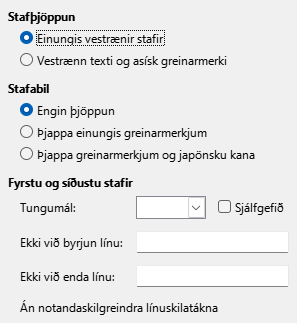 Stafþjöppun
Einungis vestrænir stafir
Vestrænn texti og asísk greinarmerki
Stafabil
Engin þjöppun
Þjappa einungis greinarmerkjum
Þjappa greinarmerkjum og japönsku kana
Fyrstu og síðustu stafir
Tungumál: Sjálfgefið
Ekki við byrjun línu:
Ekki við enda línu:
Án notandaskilgreindra línuskilatákna